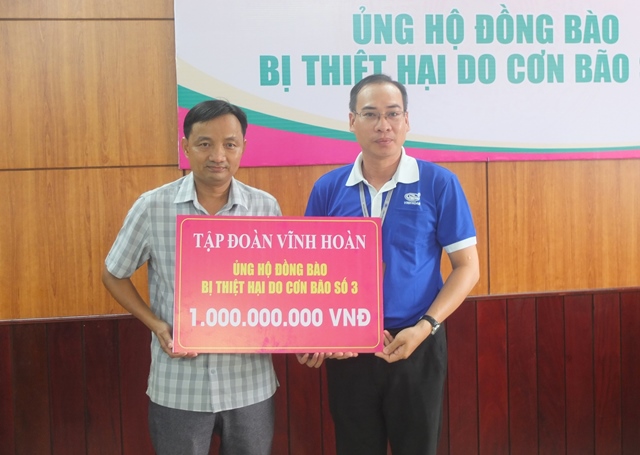 ỦNG HỘ ĐỒNG BÀO
BỊ THIỆT HẠI DO CƠN BÃO
TẬP ĐOÀN VĨNH HOÀN
ỦNG HỘ ĐỒNG BÀO
BỊ THIỆT HẠI DO CƠN BÃO SỐ 3
1.000.000.000 VNĐ